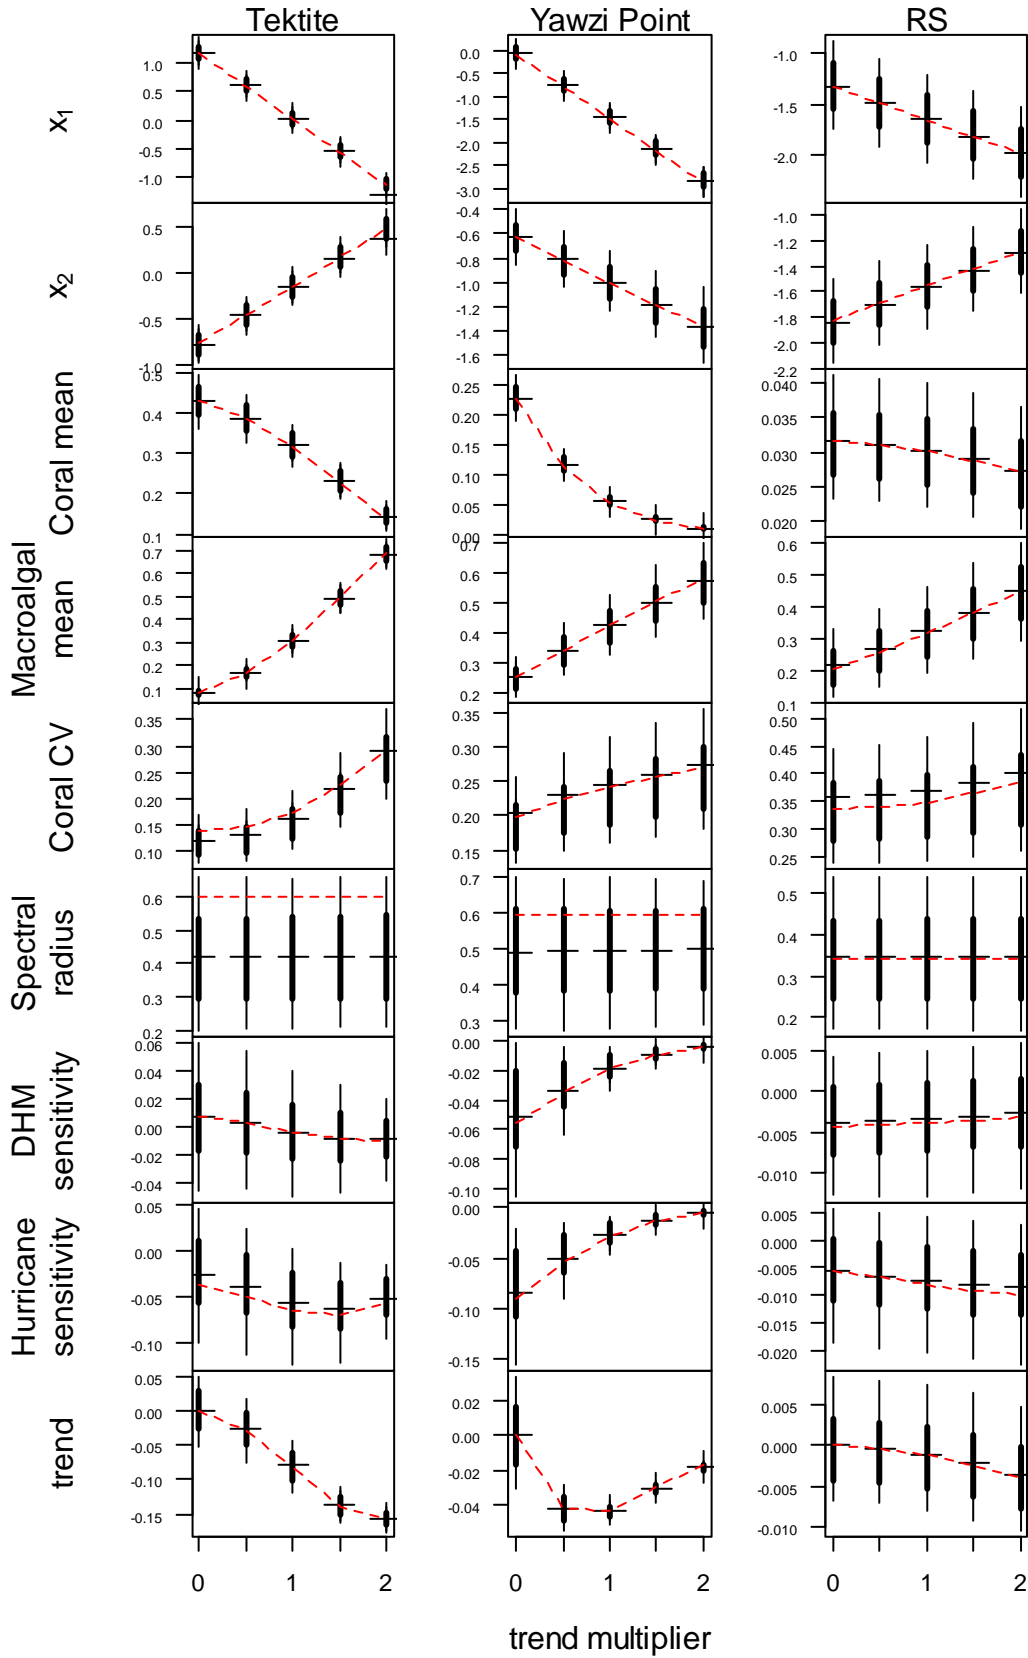 Tektite Yawzi Point RS
x1
1.0 0.5 0.0 -0.5 -1.0
0.0 -0.5 -1.0 -1.5 -2.0 -2.5 -3.0
-1.0 -1.5 -2.0
x2
0.5 0.0 -0.5 -1.0
-0.4 -0.6 -0.8 -1.0 -1.2 -1.4 -1.6
-1.0 -1.2 -1.4 -1.6 -1.8 -2.0 -2.2
Coral mean
0.5 0.4 0.3 0.2 0.1
0.25 0.20 0.15 0.10 0.05 0.00
0.040 0.035 0.030 0.025 0.020
Macroalgal
mean
0.7 0.6 0.5 0.3 0.2 0.1
0.7 0.6 0.5 0.4 0.3 0.2
0.6 0.5 0.4 0.3 0.2 0.1
Coral CV
0.35 0.30 0.25 0.20 0.15 0.10
0.35 0.30 0.25 0.20 0.15
0.50 0.45 0.40 0.35 0.30 0.25
Spectral
radius
0.6 0.5 0.4 0.3 0.2
0.7 0.6 0.5 0.4 0.3
0.5 0.4 0.3 0.2
DHM
sensitivity
0.06 0.04 0.02 0.00 -0.02 -0.04
0.00 -0.02 -0.04 -0.06 -0.08 -0.10
0.005 0.000 -0.005 -0.010
Hurricane
sensitivity
0.05 0.00 -0.05 -0.10
0.00 -0.05 -0.10 -0.15
0.005 0.000 -0.005 -0.010 -0.015 -0.020
trend
0.05 0.00 -0.05 -0.10 -0.15
0.02 0.00 -0.02 -0.04
0.005 0.000 -0.005 -0.010
0 1 2 0 1 2 0 1 2
trend multiplier